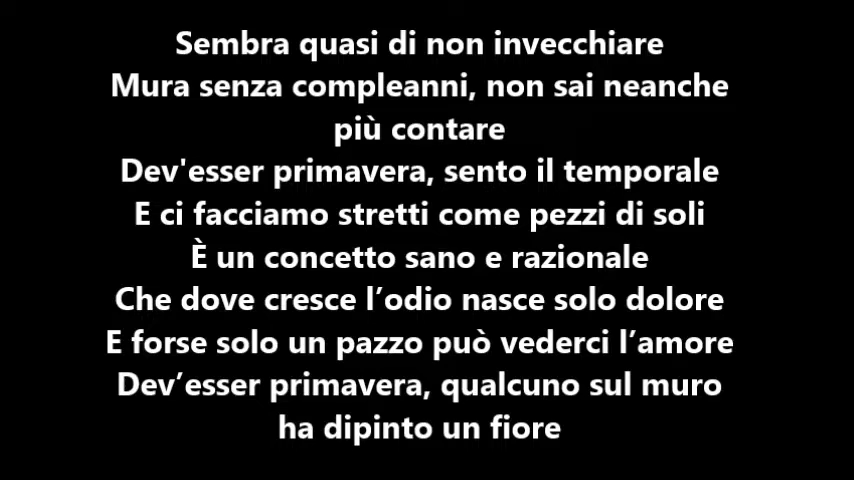 Sembra quasi di non invecchiare
Mura senza compleanni, non sai neanche
più contare
Dev'esser primavera, sento il temporale
E ci facciamo stretti come pezzi di soli
È un concetto sano e razionale
Che dove cresce l’odio nasce solo dolore
E forse solo un pazzo può vederci l’amore
Dev’esser primavera, qualcuno sul muro
ha dipinto un fiore